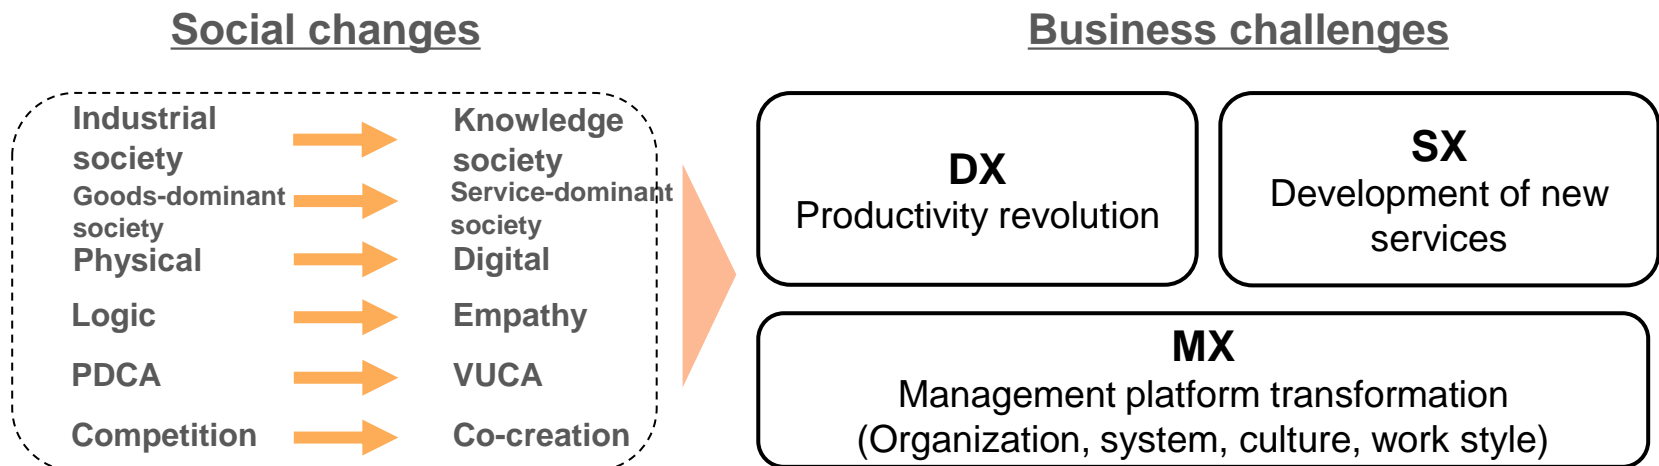 Social changes
Business challenges
Industrial
society
Knowledge
society
Goods-dominant
society
Service-dominant
society
Physical
Digital
Logic
Empathy
PDCA
VUCA
Competition
Co-creation
DX
Productivity revolution
SX
Development of new
services
MX
Management platform transformation
(Organization, system, culture, work style)